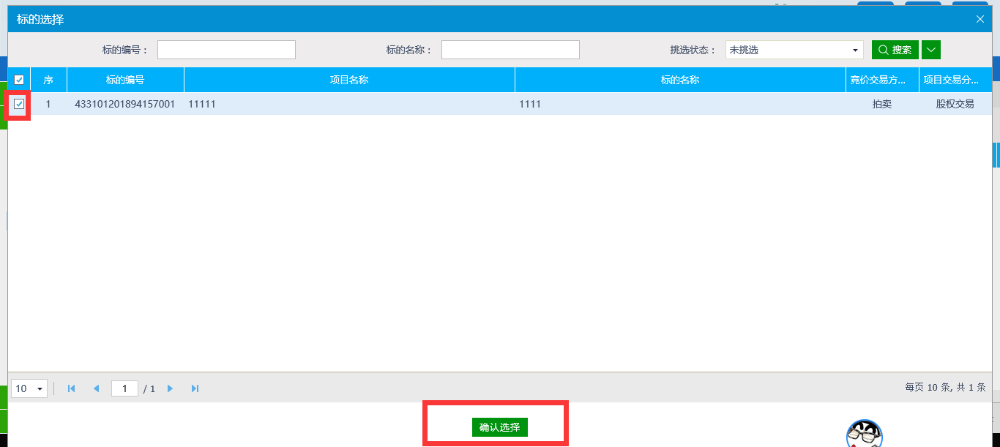 标的选择
标的编号： 标的名称： 挑选状态： 未挑选 搜索
序 标的编号 项目名称 标的名称 竞价交易方... 项目交易分...
1 433101201894157001 11111 1111 拍卖 股权交易
10 1 / 1 每页 10 条, 共 1 条
确认选择